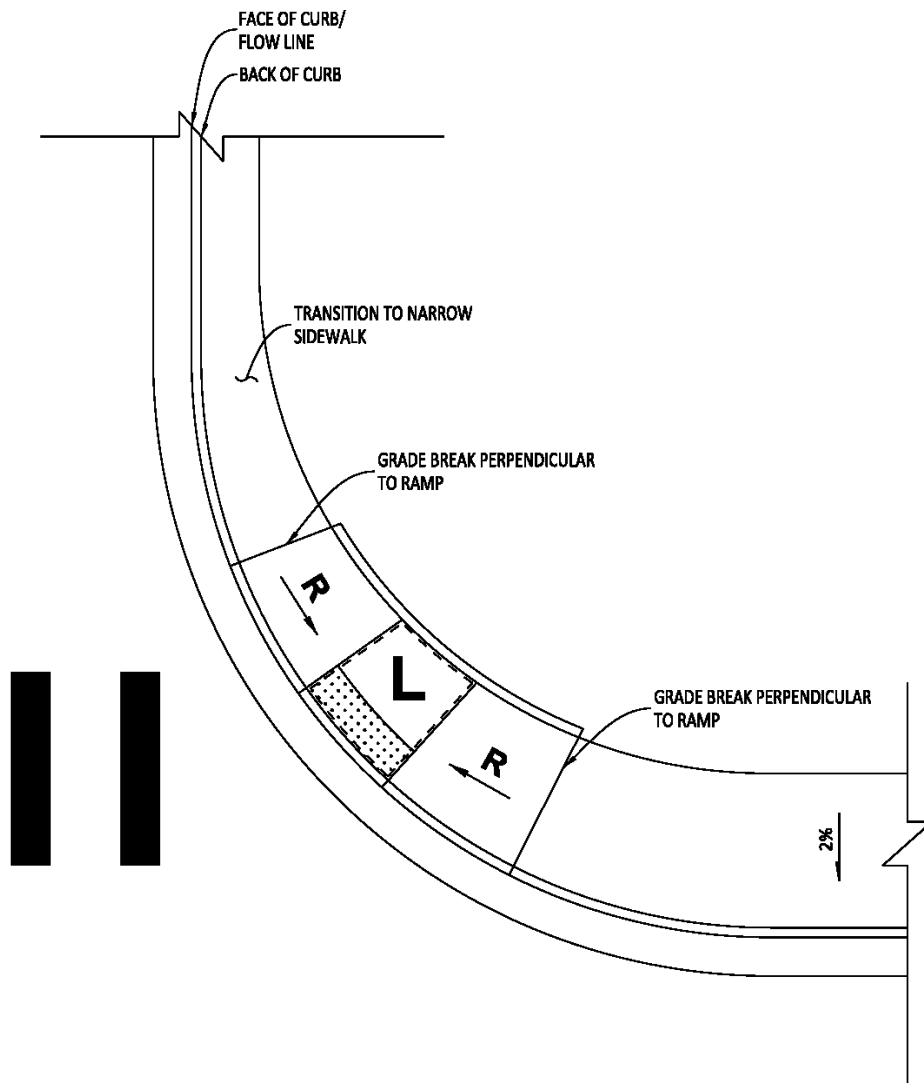 FACE OF CURB/
FLOW LINE
BACK OF CURB
TRANSITION TO NARROW
SIDEWALK
GRADE BREAK PERPENDICULAR
TO RAMP
R
L
GRADE BREAK PERPENDICULAR
TO RAMP
R
2%